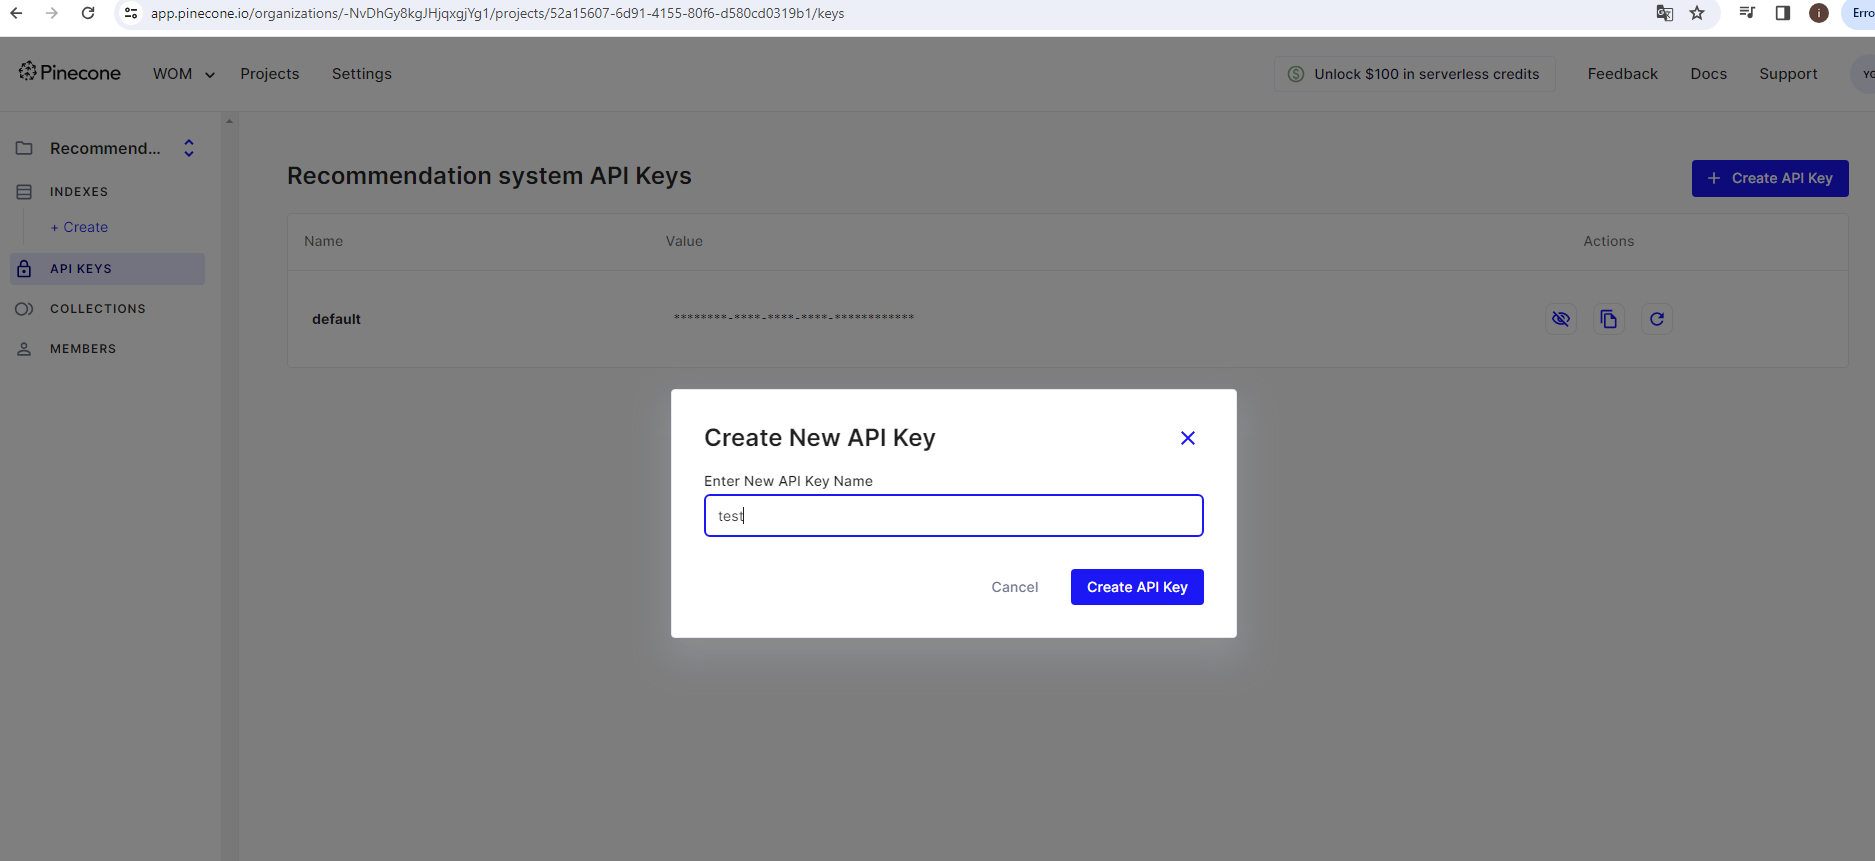 app.pinecone.io/organizations/-NvDhGy8kgJHjqxgjYg1/projects/52a15607-6d91-4155-80f6-d580cd0319b1/keys
i
Erro
Pinecone
WOM
Projects
Settings
Unlock $100 in serverless credits
Feedback
Docs
Support
YG
Recommend...
INDEXES
+ Create
API KEYS
COLLECTIONS
MEMBERS
Recommendation system API Keys
+ Create API Key
Name Value Actions
default ********-****-****-****-************
Create New API Key
Enter New API Key Name
test
Cancel
Create API Key